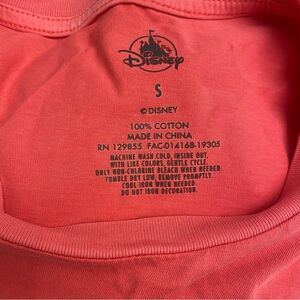 Disney
S
©DISNEY
100% COTTON
MADE IN CHINA
RN 129855 FAC014168-19305
MACHINE WASH COLD, INSIDE OUT,
WITH LIKE COLORS, GENTLE CYCLE.
ONLY NON-CHLORINE BLEACH WHEN NEEDED.
TUMBLE DRY LOW, REMOVE PROMPTLY.
COOL IRON WHEN NEEDED.
DO NOT IRON DECORATION